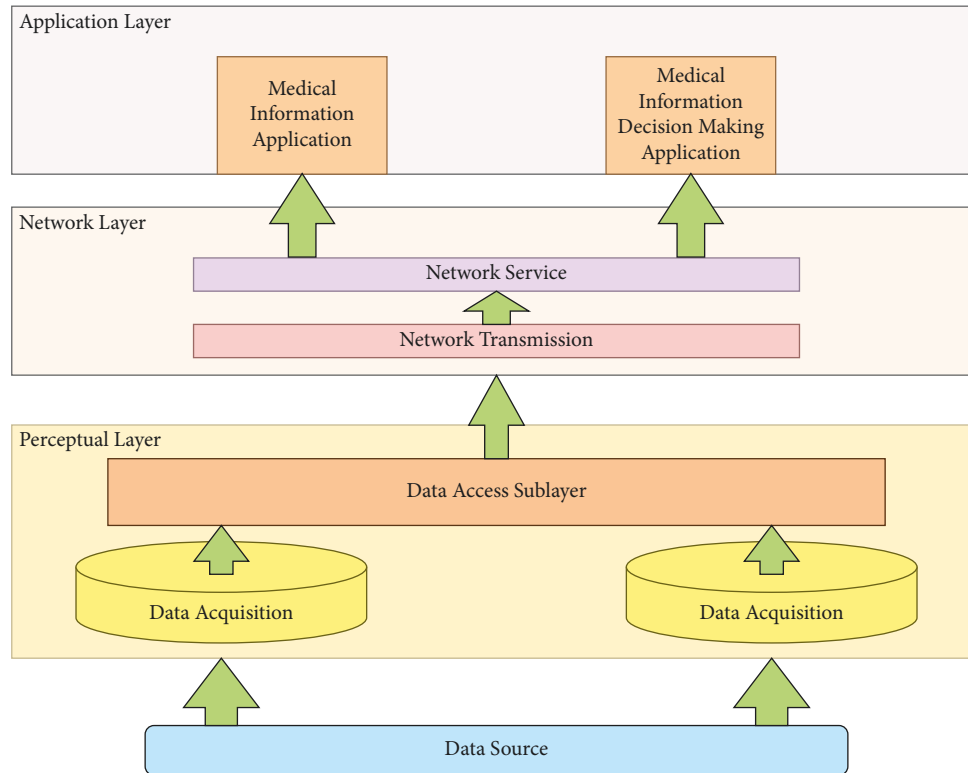 Application Layer
Medical
Information
Application
Medical
Information
Decision Making
Application
Network Layer
Network Service
Network Transmission
Perceptual Layer
Data Access Sublayer
Data Acquisition
Data Acquisition
Data Source